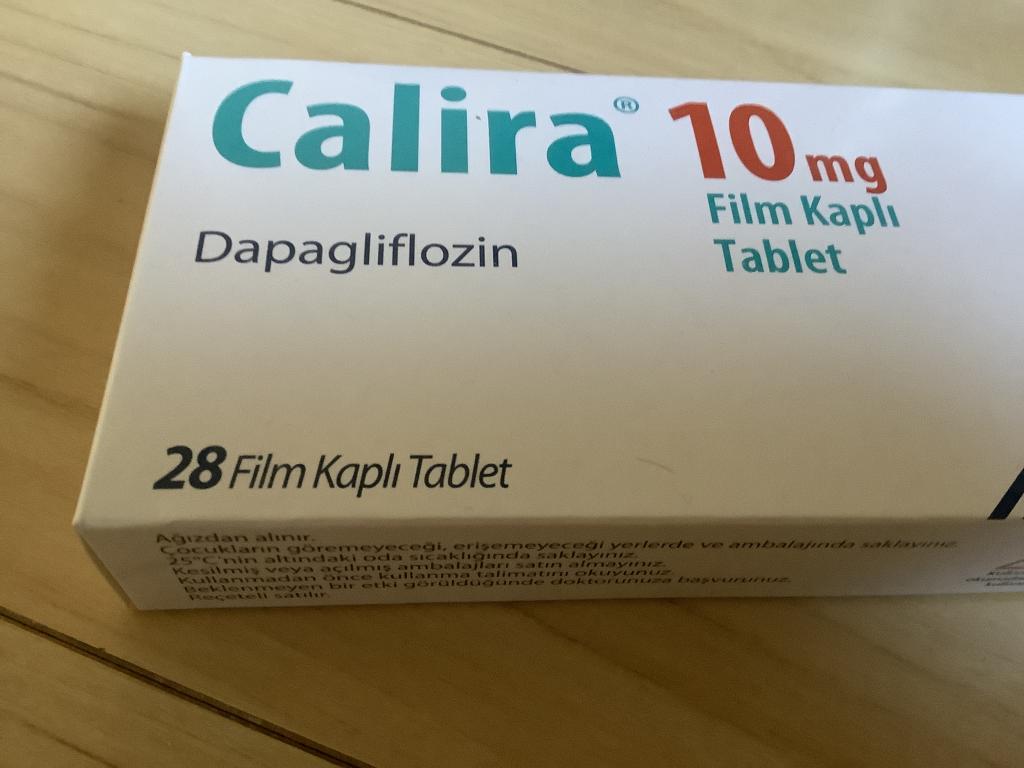 Calira® 10 mg
Film Kaplı
Tablet
Dapagliflozin
28 Film Kaplı Tablet
Ağızdan alınır.
Çocukların göremeyeceği, erişemeyeceği yerlerde ve ambalajında saklayınız.
25°C'nin altındaki oda sıcaklığında saklayınız.
Kesilmiş veya açılmış ambalajları satın almayınız.
Kullanmadan önce kullanma talimatını okuyunuz.
Beklenmeyen bir etki görüldüğünde doktorunuza başvurunuz.
Reçeteli satılır.